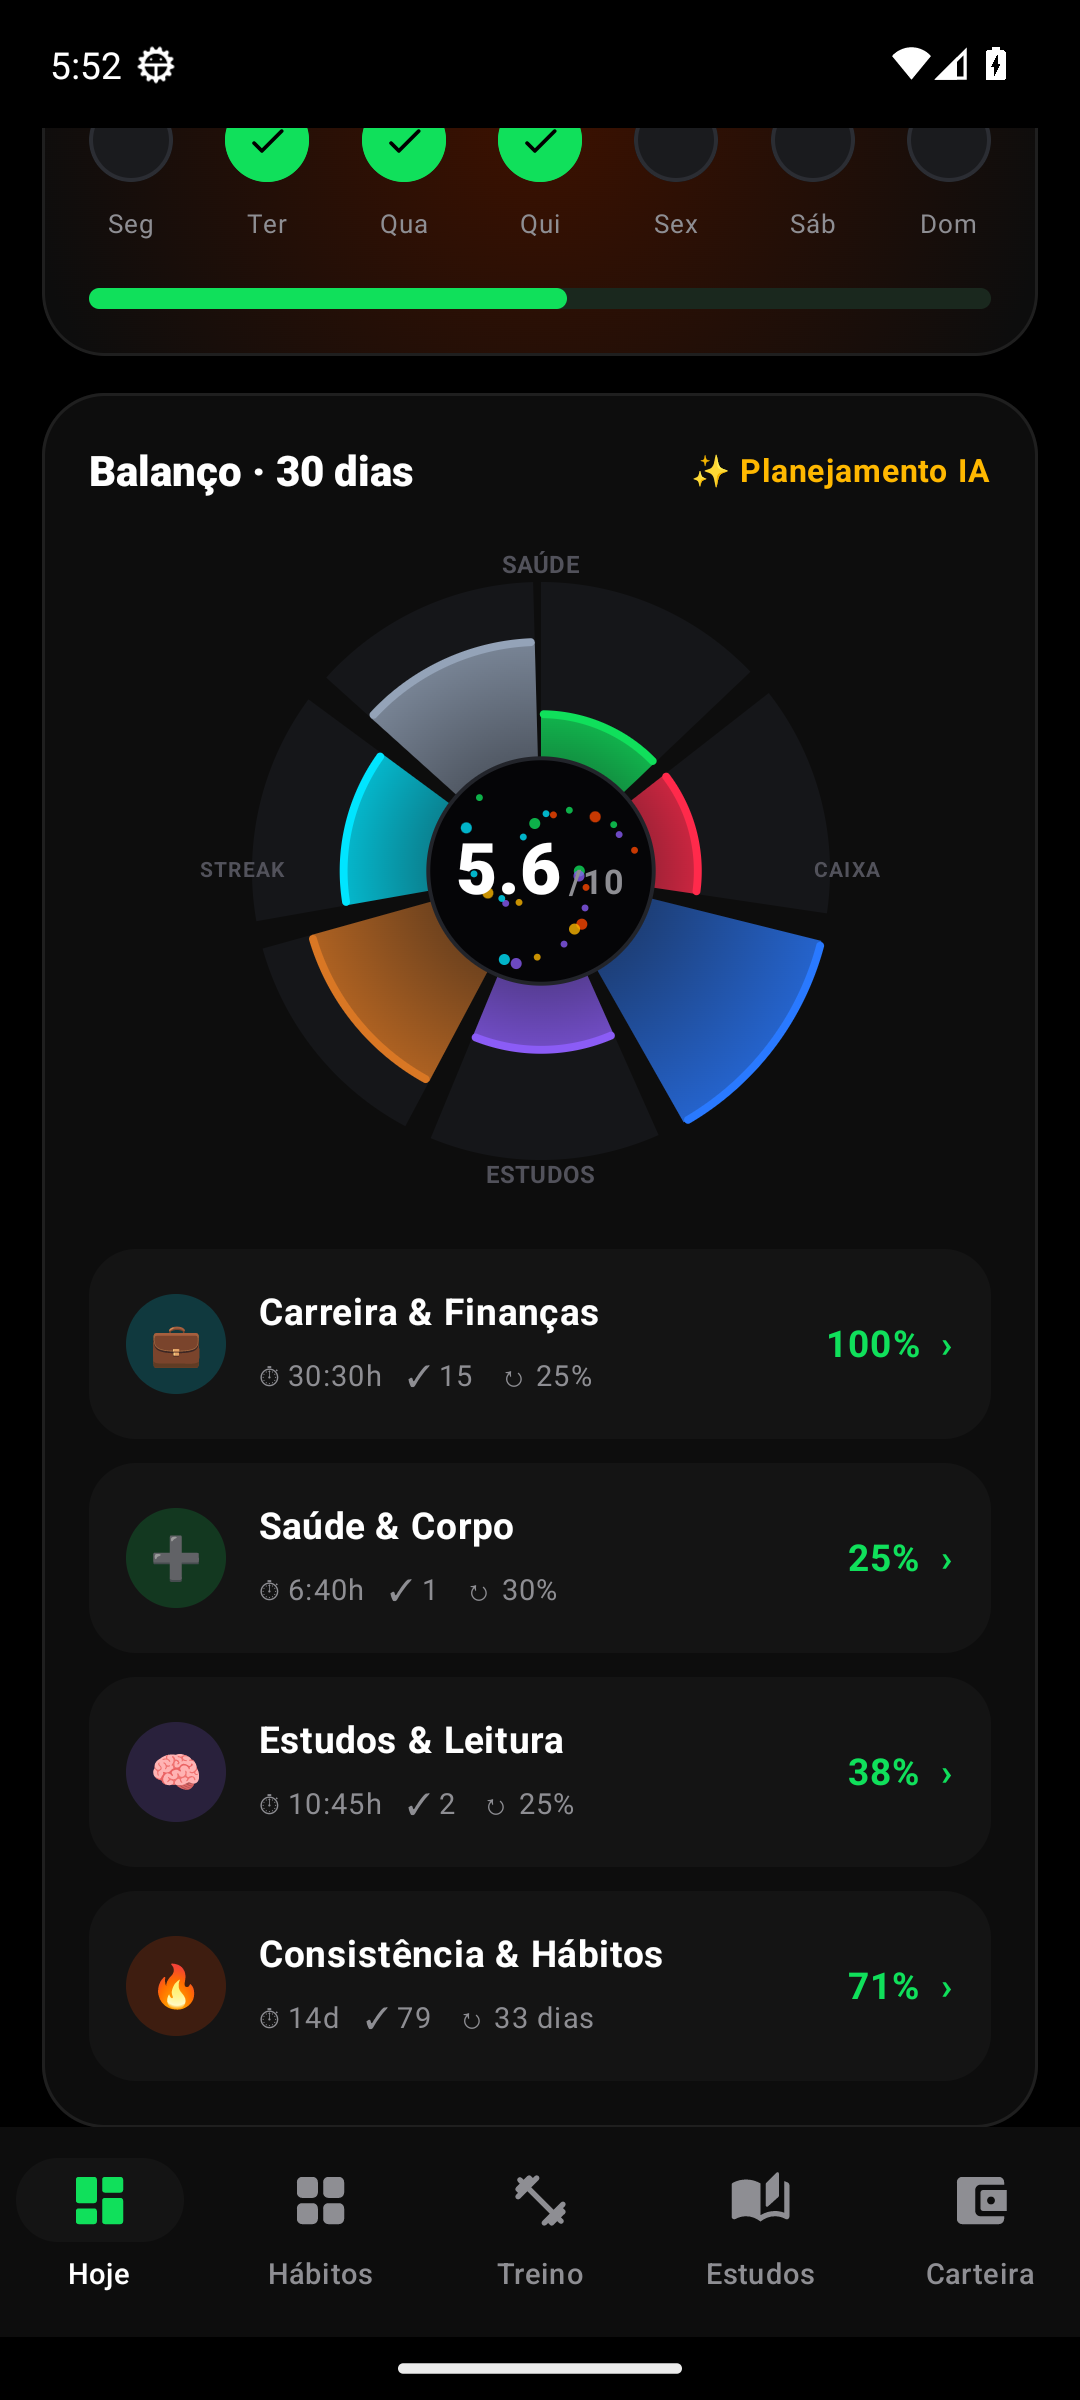 5:52
Seg Ter Qua Qui Sex Sáb Dom
Balanço · 30 dias
✨ Planejamento IA
SAÚDE
STREAK
5.6 /10
CAIXA
ESTUDOS
Carreira & Finanças
⏱ 30:30h ✓ 15 ↻ 25%
100% ›
Saúde & Corpo
⏱ 6:40h ✓ 1 ↻ 30%
25% ›
Estudos & Leitura
⏱ 10:45h ✓ 2 ↻ 25%
38% ›
Consistência & Hábitos
⏱ 14d ✓ 79 ↻ 33 dias
71% ›
Hoje Hábitos Treino Estudos Carteira